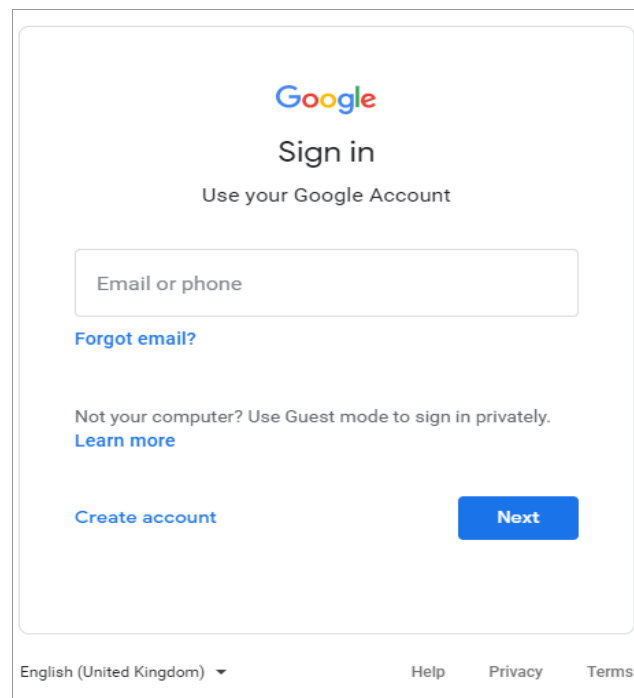 Google
Sign in
Use your Google Account
Email or phone
Forgot email?
Not your computer? Use Guest mode to sign in privately.
Learn more
Create account
Next
English (United Kingdom)
Help
Privacy
Terms